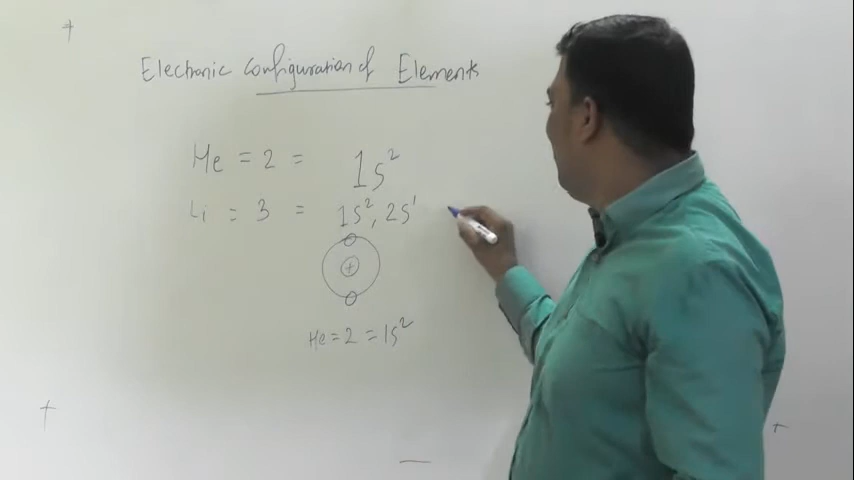 Electronic Configuration of Elements
He = 2 = 1s²
Li = 3 = 1s², 2s¹
+
He = 2 = 1s²